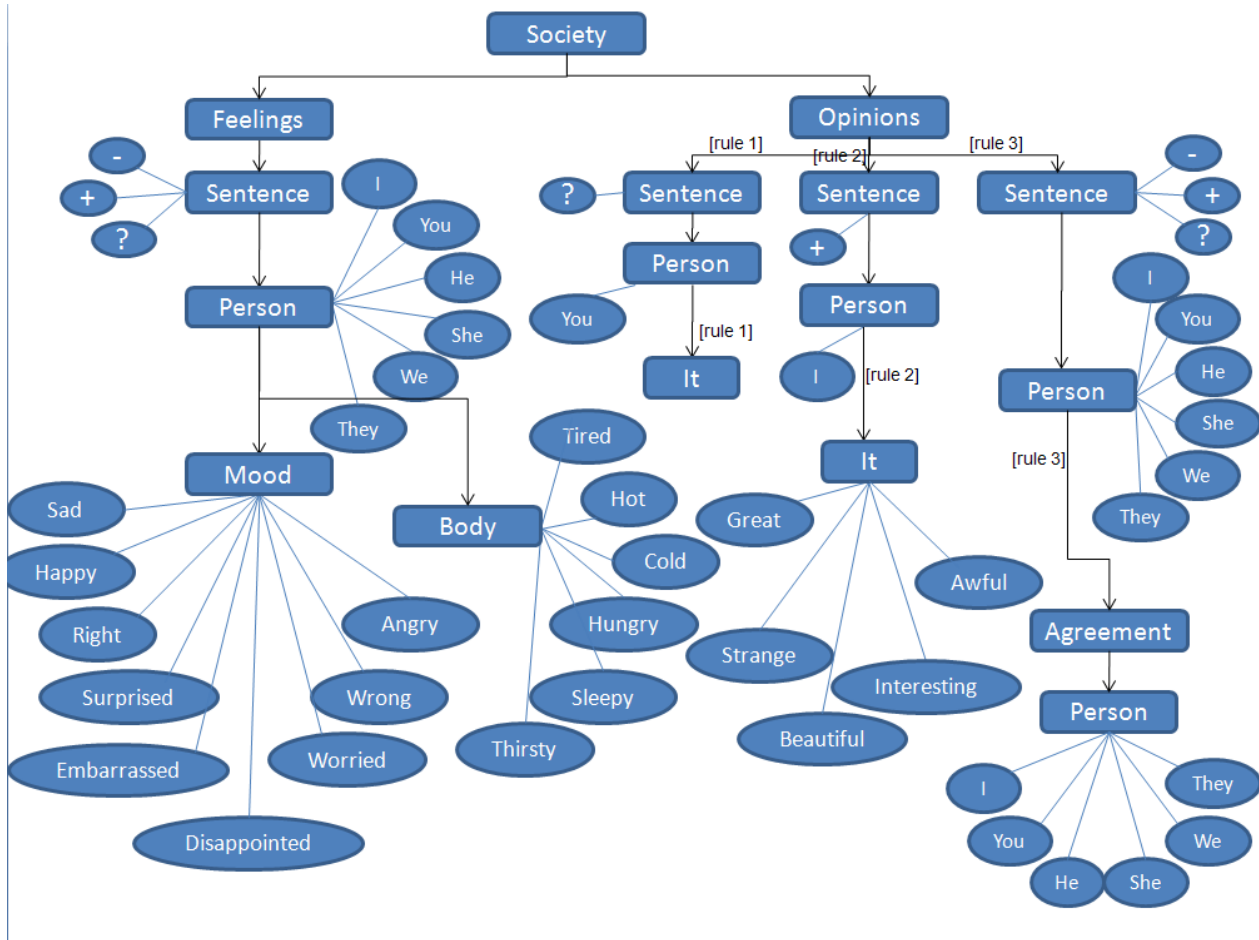 Society
Feelings
Opinions
[rule 1]
[rule 2]
[rule 3]
-
+
?
Sentence
I
You
He
She
We
They
Person
?
Sentence
Person
You
[rule 1]
It
Sentence
+
Person
I
[rule 2]
It
Sentence
-
+
?
I
You
He
She
We
They
Person
[rule 3]
Mood
Sad
Happy
Right
Surprised
Embarrassed
Disappointed
Worried
Wrong
Angry
Body
Tired
Hot
Cold
Hungry
Sleepy
Thirsty
Great
Strange
Beautiful
Interesting
Awful
Agreement
Person
I
You
He
She
We
They